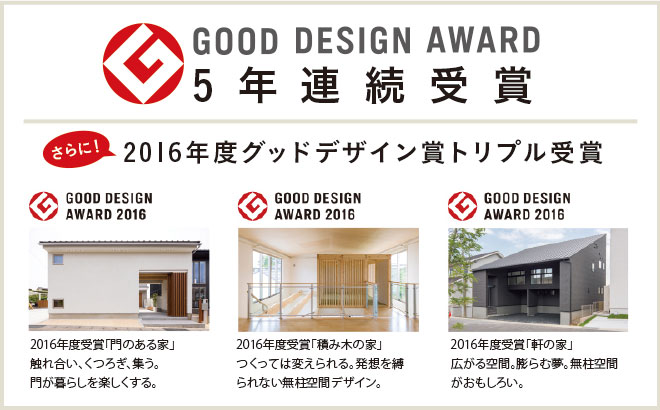 GOOD DESIGN AWARD
5年連続受賞
さらに！
2016年度グッドデザイン賞トリプル受賞
GOOD DESIGN
AWARD 2016
2016年度受賞「門のある家」
触れ合い、くつろぎ、集う。
門が暮らしを楽しくする。
GOOD DESIGN
AWARD 2016
2016年度受賞「積み木の家」
つくっては変えられる。発想を縛
られない無柱空間デザイン。
GOOD DESIGN
AWARD 2016
2016年度受賞「軒の家」
広がる空間。膨らむ夢。無柱空間
がおもしろい。